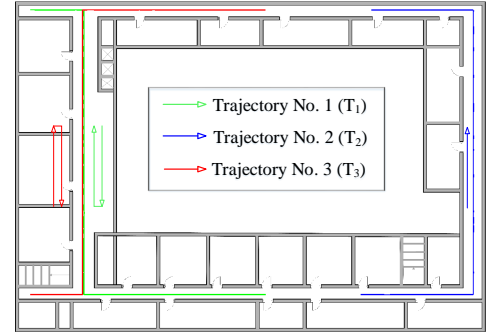 Trajectory No. 1 (T₁)
Trajectory No. 2 (T₂)
Trajectory No. 3 (T₃)